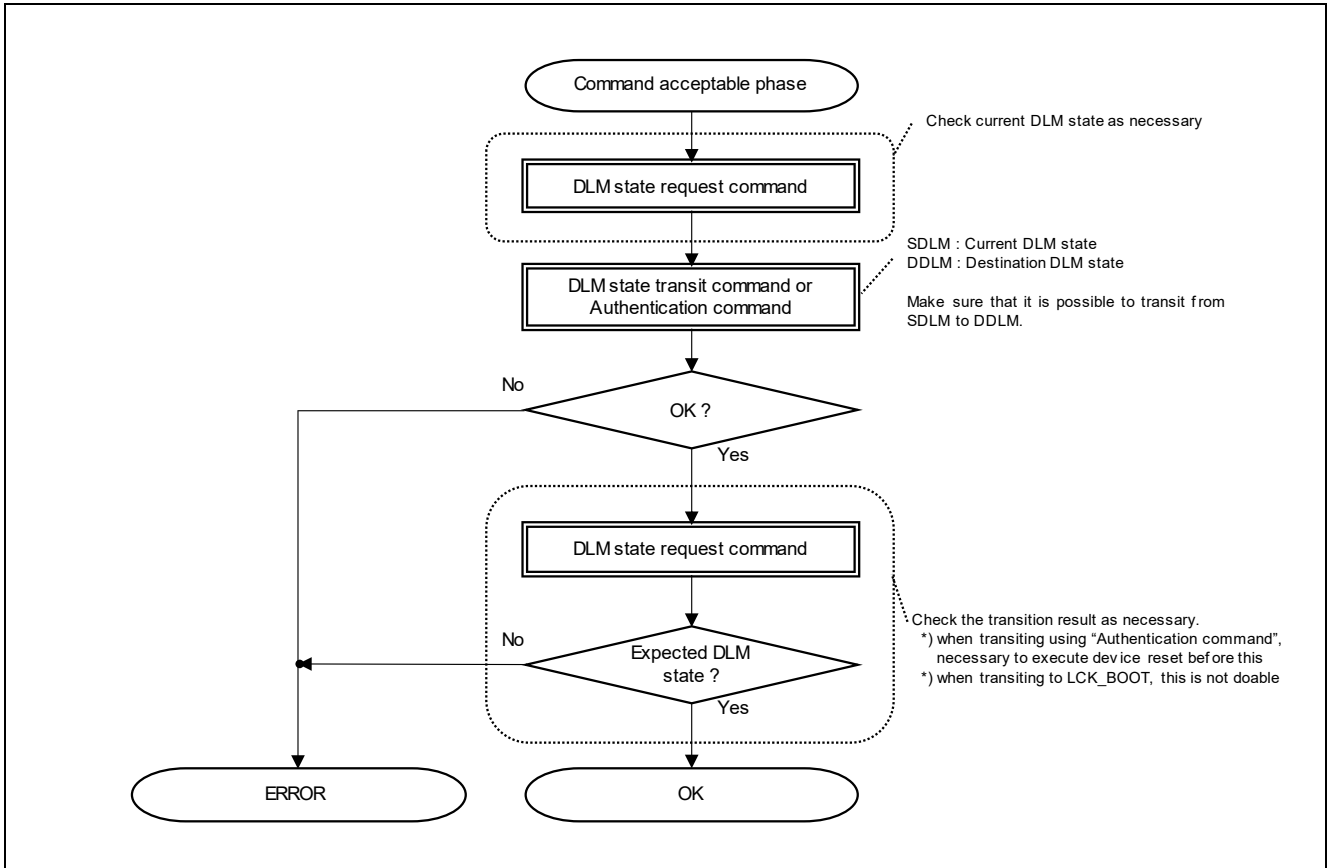 Command acceptable phase
Check current DLM state as necessary
DLM state request command
SDLM : Current DLM state
DDLM : Destination DLM state
Make sure that it is possible to transit from
SDLM to DDLM.
DLM state transit command or
Authentication command
No
OK ?
Yes
DLM state request command
Check the transition result as necessary.
*) when transiting using “Authentication command”,
necessary to execute device reset before this
*) when transiting to LCK_BOOT, this is not doable
No
Expected DLM
state ?
Yes
ERROR
OK